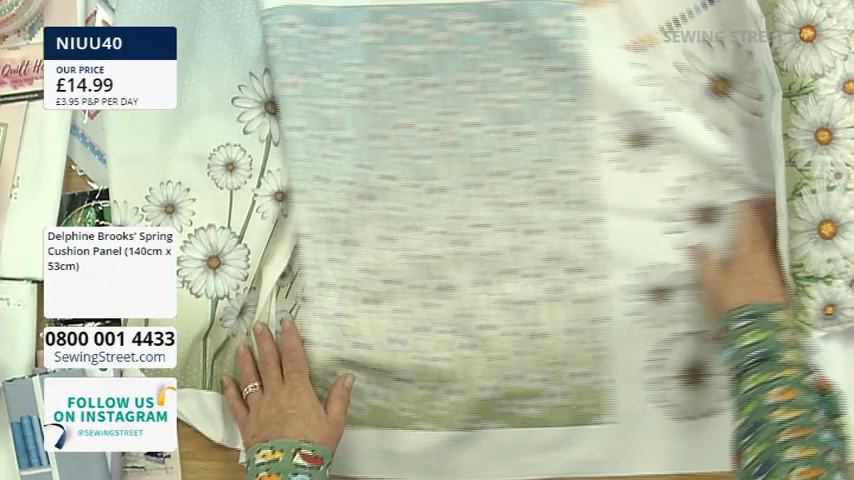 NIUU40
OUR PRICE
£14.99
£3.95 P&P PER DAY
Delphine Brooks' Spring
Cushion Panel (140cm x
53cm)
0800 001 4433
SewingStreet.com
FOLLOW US
ON INSTAGRAM
@SEWINGSTREET
SEWING STREET
Quilt